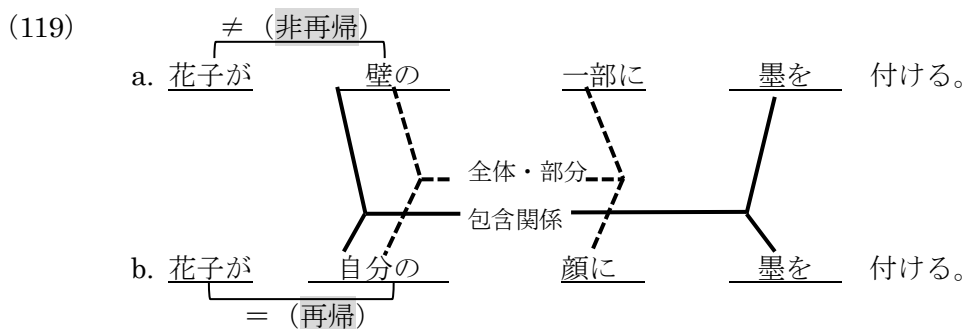 (119)
≠ (非再帰)
a. 花子が 壁の 一部に 墨を 付ける。
全体・部分
包含関係
b. 花子が 自分の 顔に 墨を 付ける。
= (再帰)